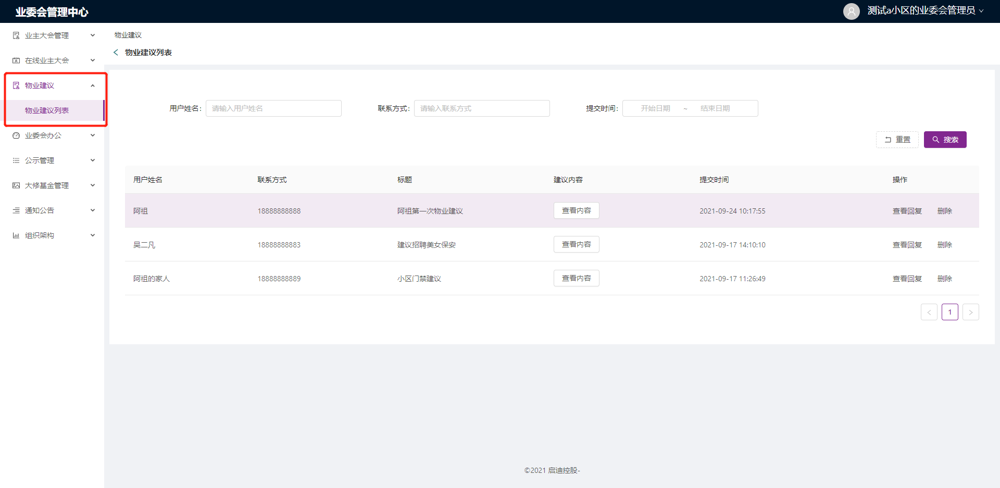 业委会管理中心
测试a小区的业委会管理员
业主大会管理
在线业主大会
物业建议
物业建议列表
业委会办公
公示管理
大修基金管理
通知公告
组织架构
物业建议
物业建议列表
用户姓名: 请输入用户姓名 联系方式: 请输入联系方式 提交时间: 开始日期 ~ 结束日期
重置 搜索
用户姓名 联系方式 标题 建议内容 提交时间 操作
阿祖 18888888888 阿祖第一次物业建议 查看内容 2021-09-24 10:17:55 查看回复 删除
吴二凡 18888888883 建议招聘美女保安 查看内容 2021-09-17 14:10:10 查看回复 删除
阿祖的家人 18888888889 小区门禁建议 查看内容 2021-09-17 11:26:49 查看回复 删除
< 1 >
©2021 启迪控股-